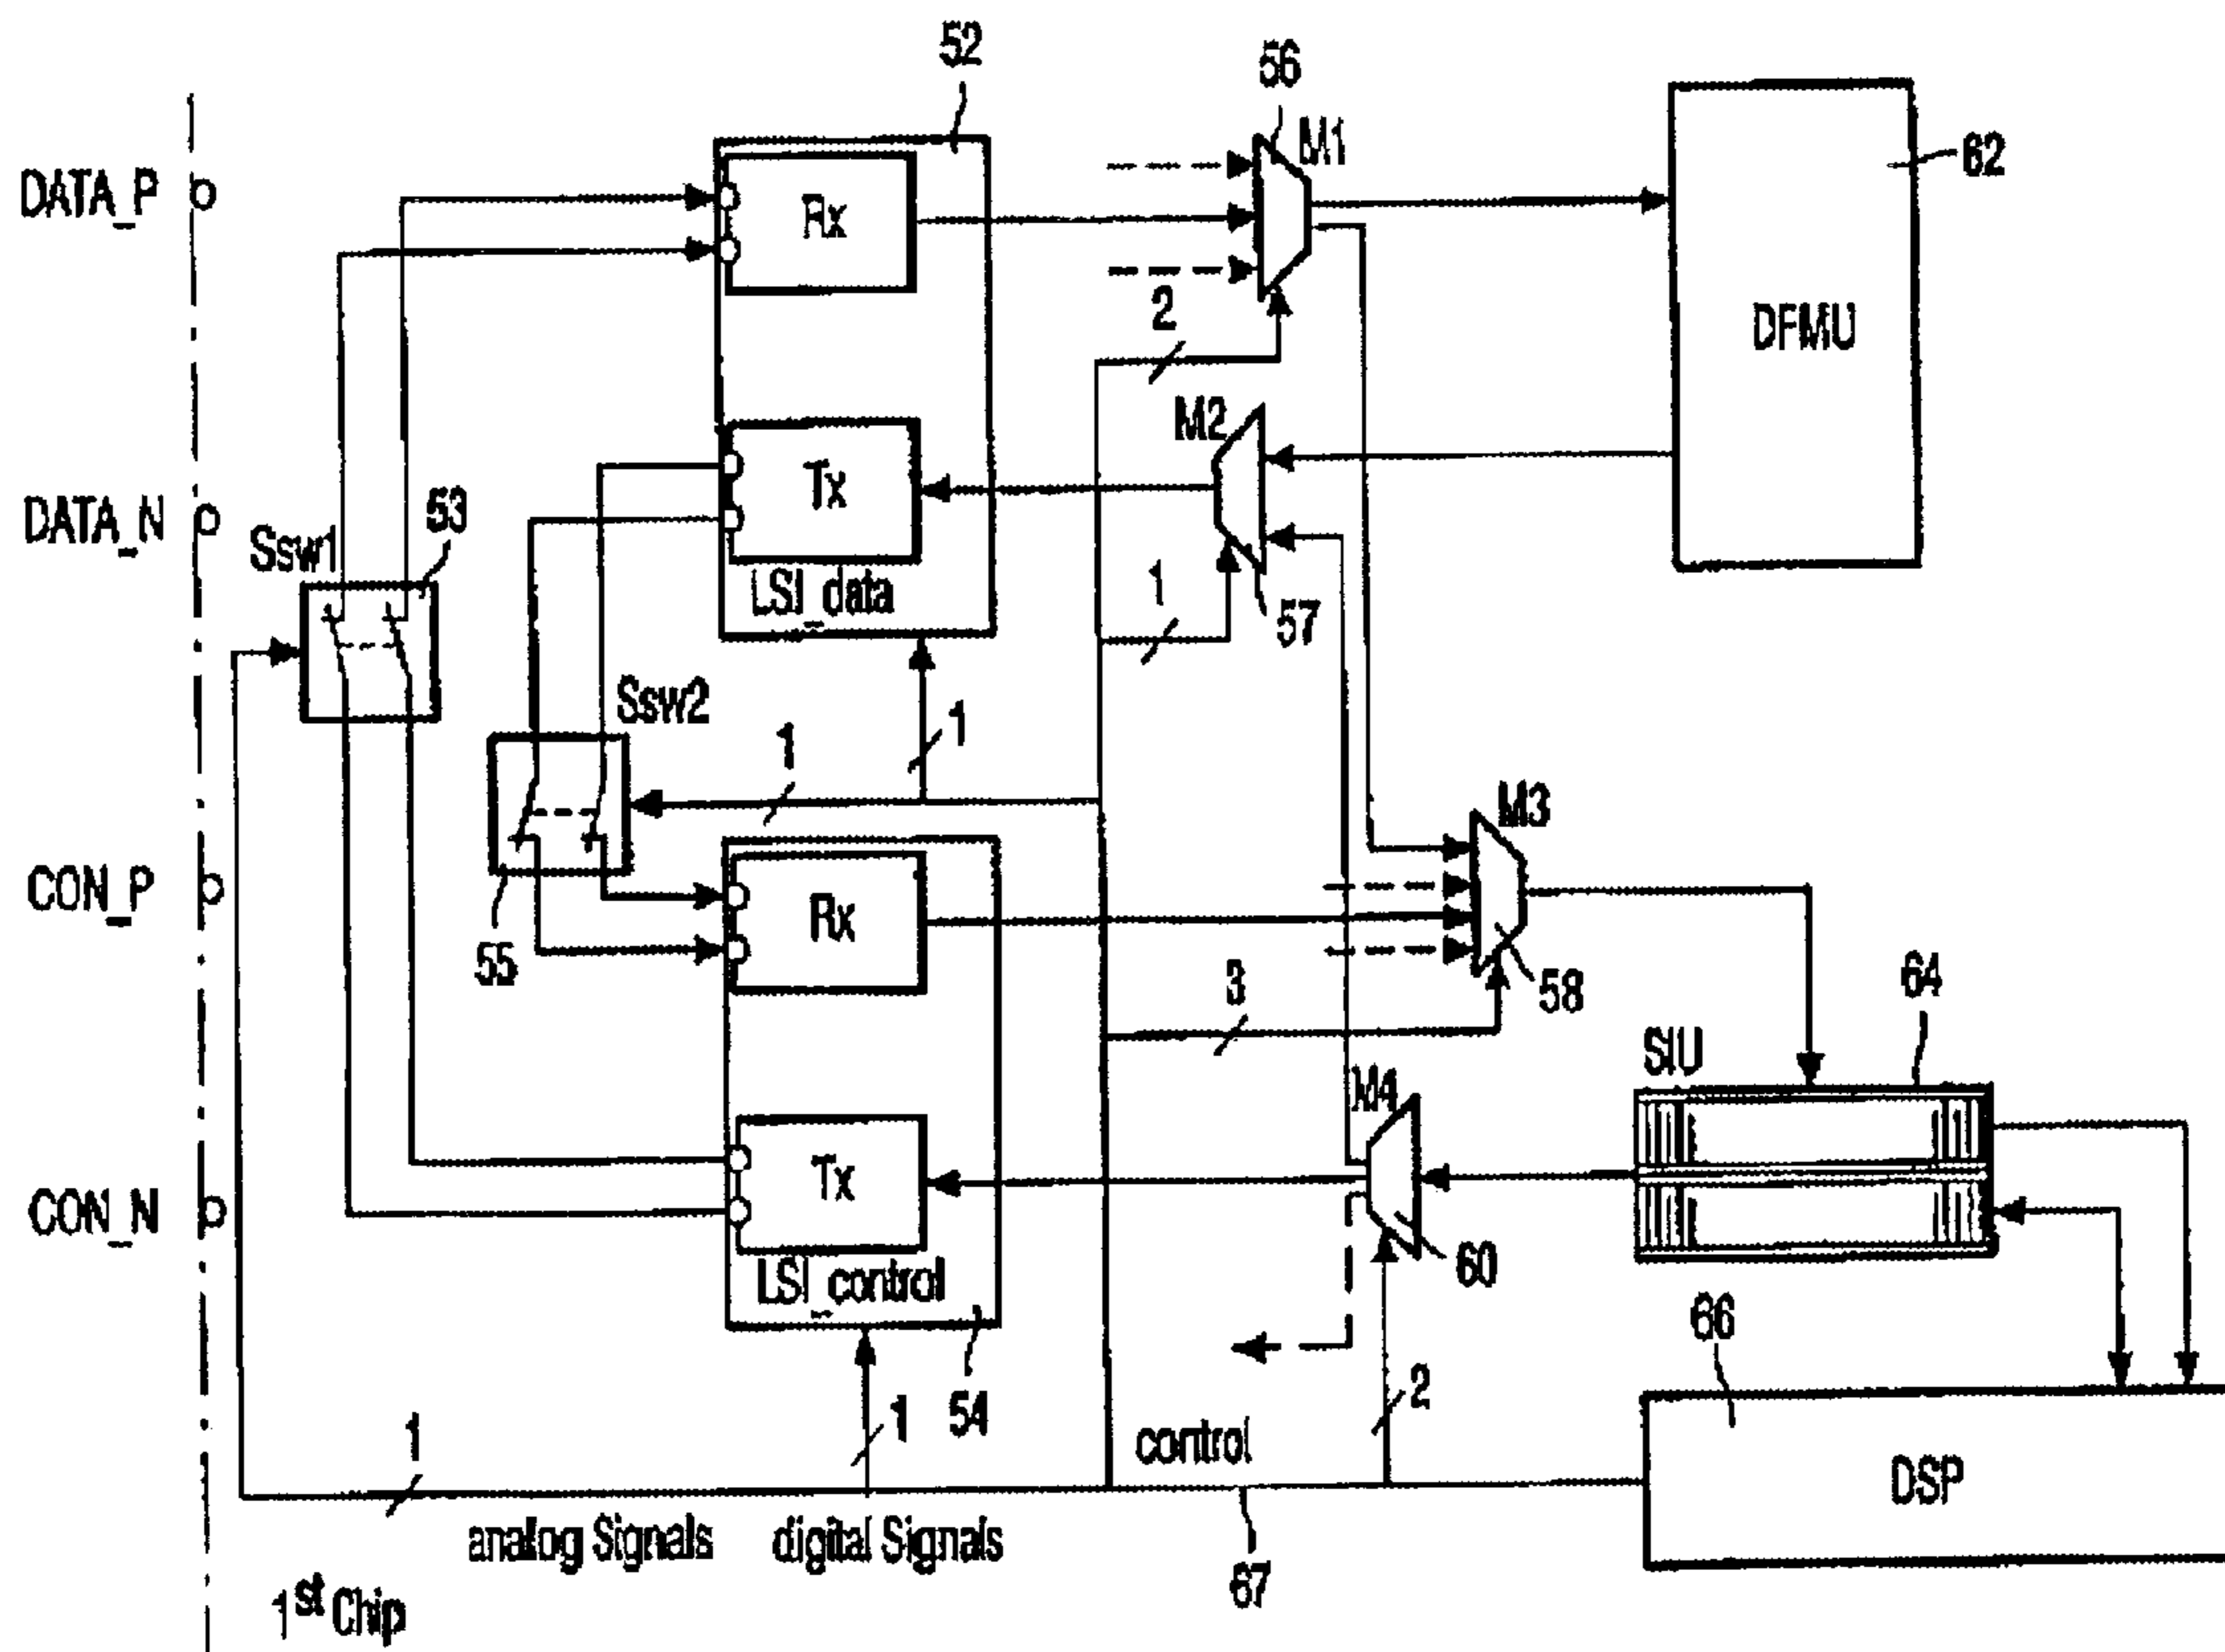 52
56
M1
DATA_P
Rx
62
2
DFMU
M2
DATA_N
53
Ssw1
Tx
LSI_data
1
57
Ssw2
1
1
M3
CON_P
Rx
55
58
3
64
SIU
M4
CON_N
Tx
60
LSI_control
66
54
2
1
1
control
DSP
analog Signals
digital Signals
67
1st Chip